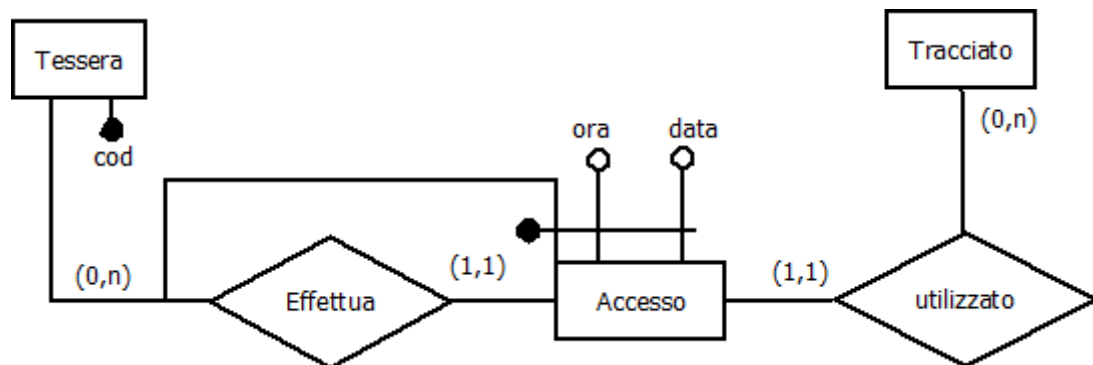 Tessera
Tracciato
cod
ora
data
(0,n)
(0,n)
(1,1)
(1,1)
Effettua
Accesso
utilizzato